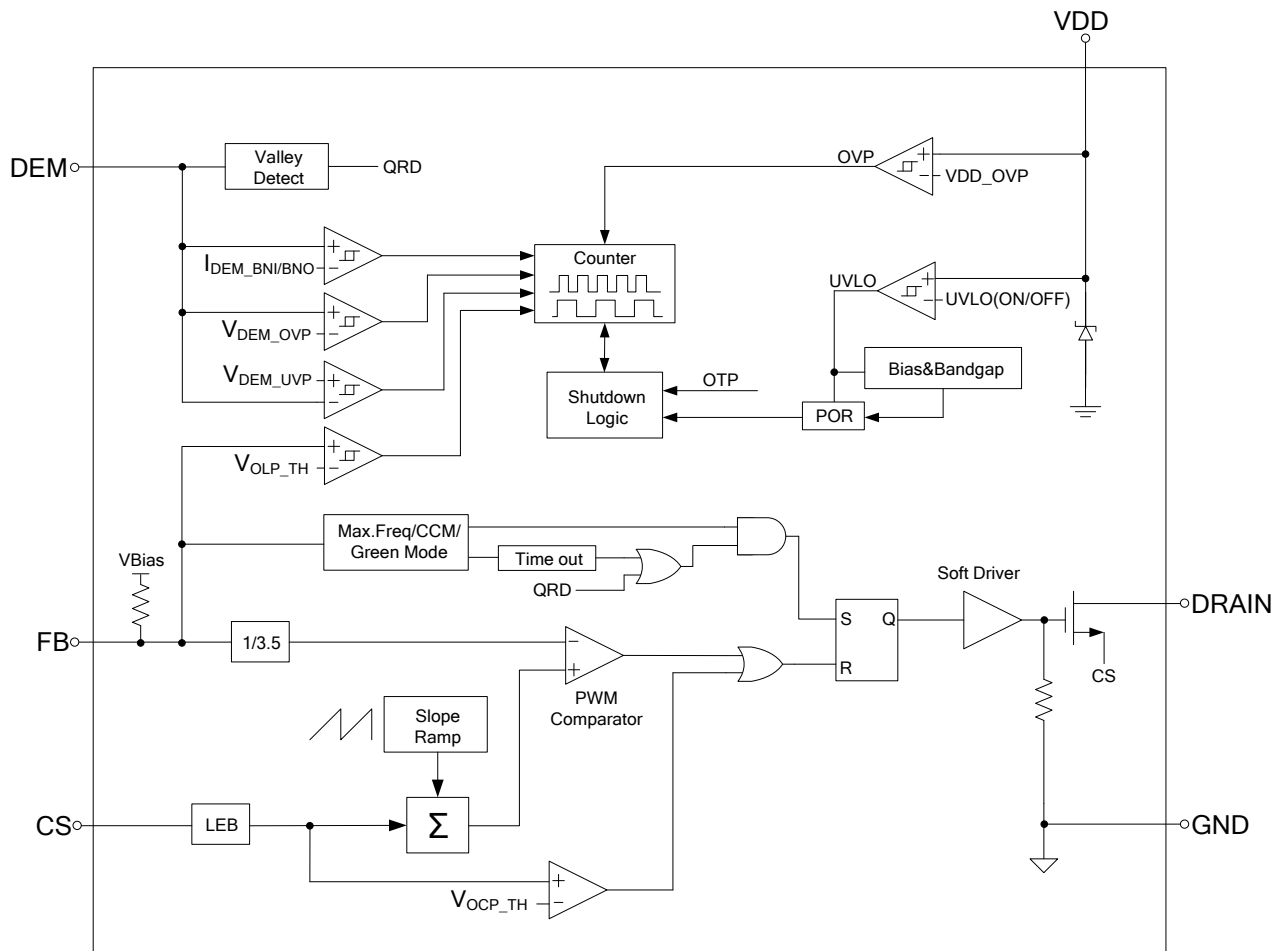 VDD
DEM
Valley
Detect
QRD
OVP
VDD_OVP
I_DEM_BNI/BNO
Counter
UVLO
UVLO(ON/OFF)
V_DEM_OVP
V_DEM_UVP
Shutdown
Logic
OTP
Bias&Bandgap
POR
V_OLP_TH
Max.Freq/CCM/
Green Mode
Time out
QRD
VBias
Soft Driver
DRAIN
S
Q
R
CS
FB
1/3.5
PWM
Comparator
Slope
Ramp
CS
LEB
Σ
GND
V_OCP_TH